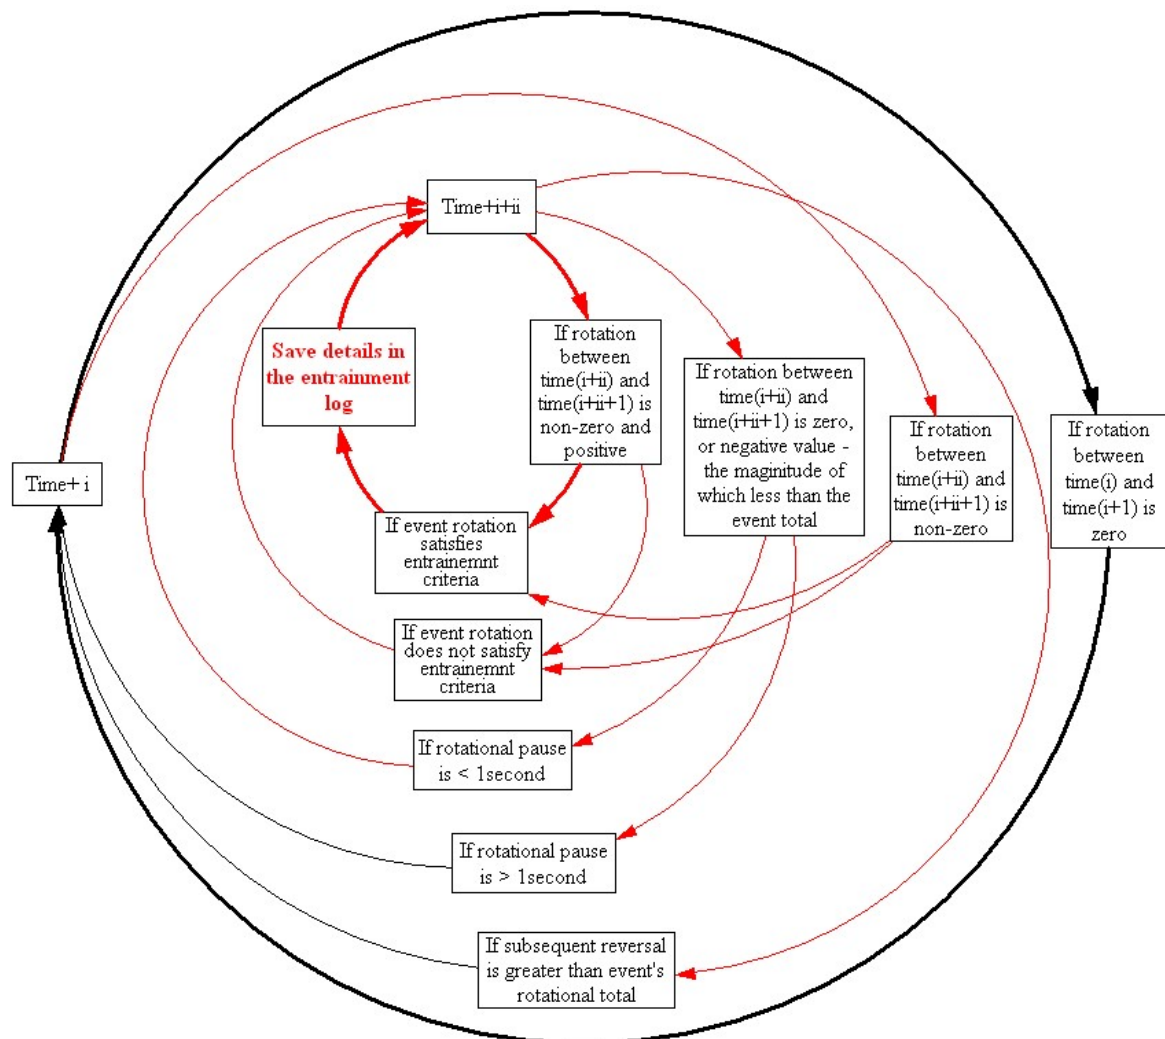 Time+i+ii
Save details in
the entrainment
log
If rotation
between
time(i+ii) and
time(i+ii+1) is
non-zero and
positive
If rotation between
time(i+ii) and
time(i+ii+1) is zero,
or negative value -
the maginitude of
which less than the
event total
If rotation
between
time(i+ii) and
time(i+ii+1) is
non-zero
If rotation
between
time(i) and
time(i+1) is
zero
Time+ i
If event rotation
satisfies
entrainemnt
criteria
If event rotation
does not satisfy
entrainemnt
criteria
If rotational pause
is < 1second
If rotational pause
is > 1second
If subsequent reversal
is greater than event's
rotational total